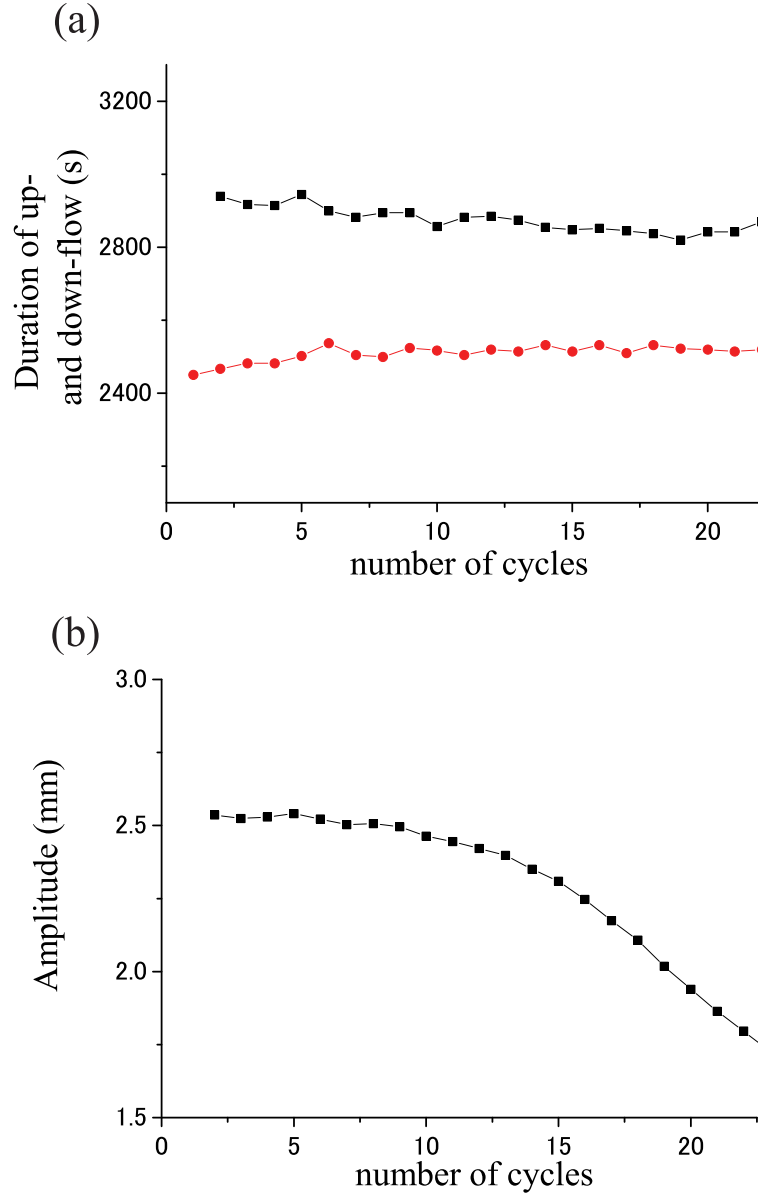 (a)
Duration of up-
and down-flow (s)
3200
2800
2400
0 5 10 15 20
number of cycles
(b)
Amplitude (mm)
3.0
2.5
2.0
1.5
0 5 10 15 20
number of cycles